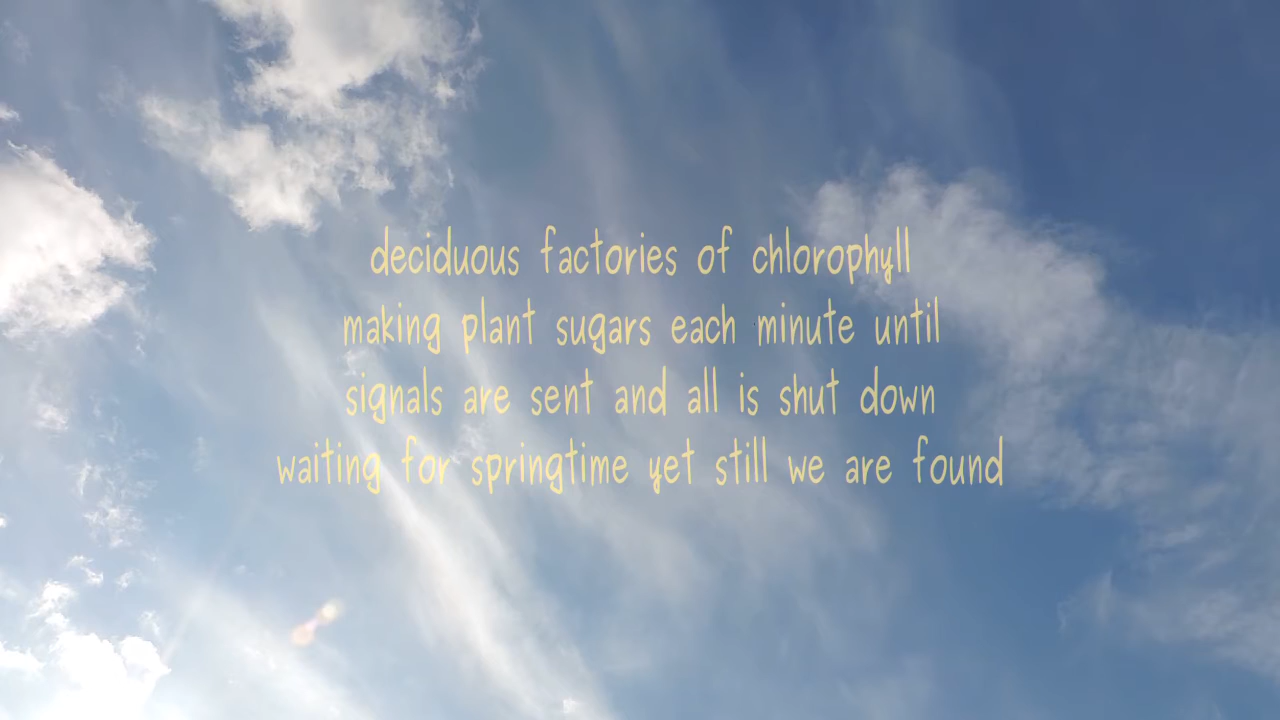 deciduous factories of chlorophyll
making plant sugars each minute until
signals are sent and all is shut down
waiting for springtime yet still we are found